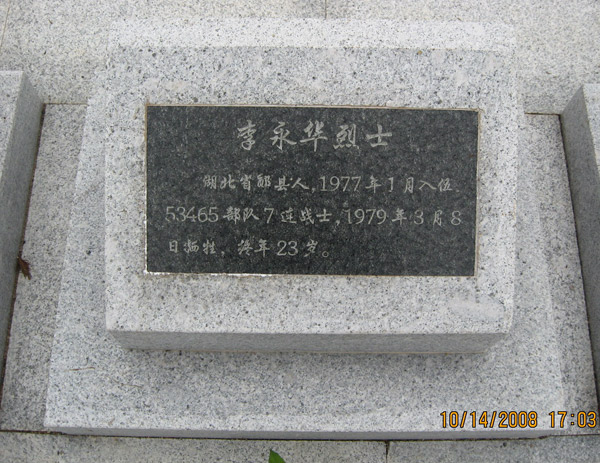 李永华烈士
湖北省郧县人，1977年1月入伍，
53465部队7连战士，1979年3月8
日牺牲，终年23岁。
10/14/2008 17:03